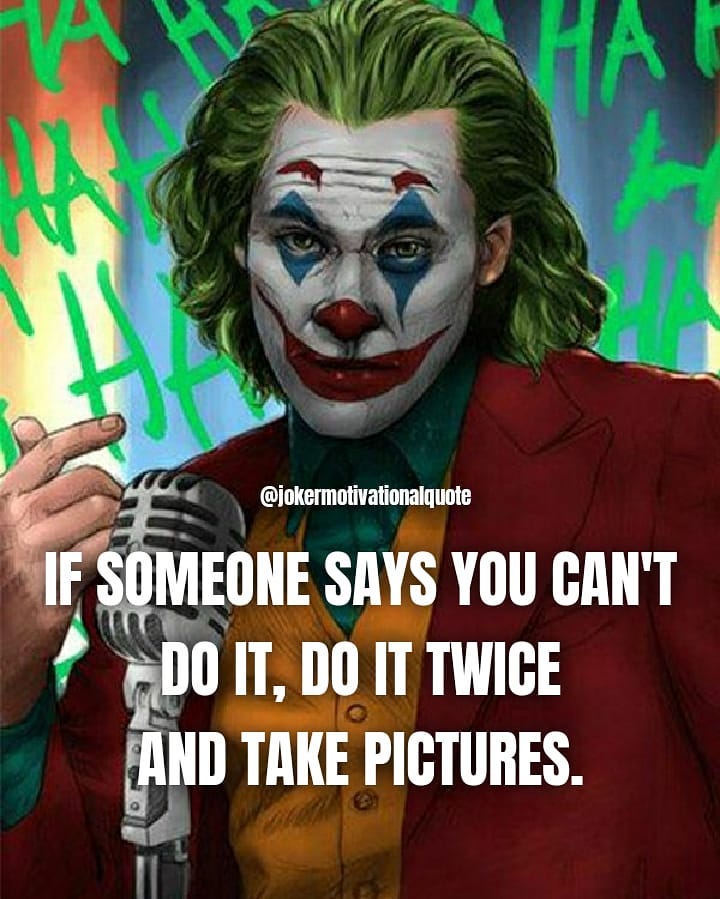 HA HA HA HA
HA HA
HA HA
@jokermotivationalquote
IF SOMEONE SAYS YOU CAN'T
DO IT, DO IT TWICE
AND TAKE PICTURES.